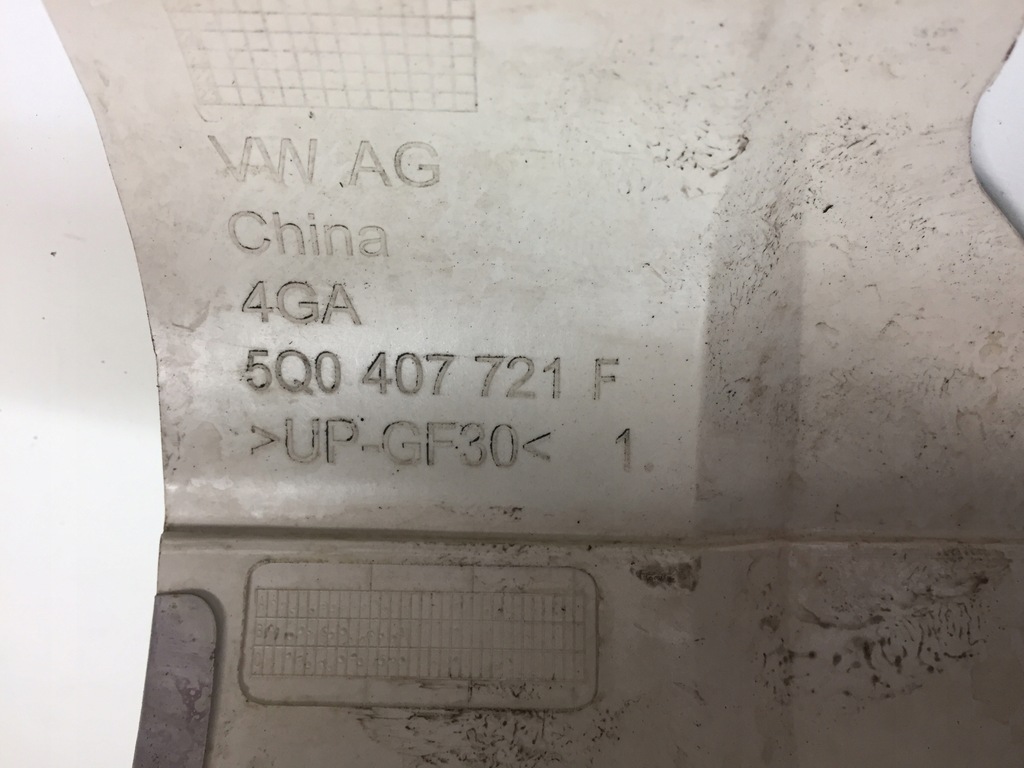 VW AG
China
4GA
5Q0 407 721 F
>UP-GF30< 1.